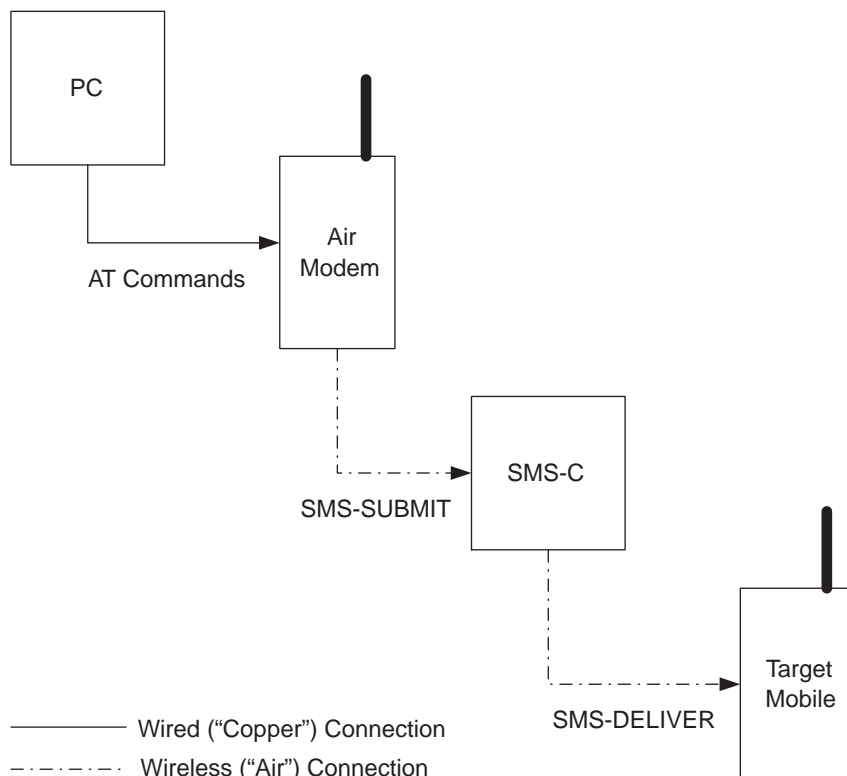 PC
Air
Modem
AT Commands
SMS-C
SMS-SUBMIT
Target
Mobile
SMS-DELIVER
Wired (“Copper”) Connection
Wireless (“Air”) Connection